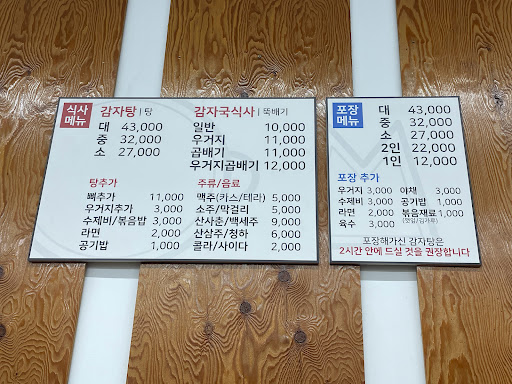 식사
메뉴
감자탕 | 탕
대 43,000
중 32,000
소 27,000
감자국식사 | 뚝배기
일반 10,000
우거지 11,000
곱배기 11,000
우거지곱배기 12,000
탕추가
뼈추가 11,000
우거지추가 3,000
수제비/볶음밥 3,000
라면 2,000
공기밥 1,000
주류/음료
맥주(카스/테라) 5,000
소주/막걸리 5,000
산사춘/백세주 9,000
산삼주/청하 6,000
콜라/사이다 2,000
포장
메뉴
대 43,000
중 32,000
소 27,000
2인 22,000
1인 12,000
포장 추가
우거지 3,000 야채 3,000
수제비 3,000 공기밥 1,000
라면 2,000 볶음재료 1,000
(깻잎/김가루)
육수 3,000
포장해가신 감자탕은
2시간 안에 드실 것을 권장합니다